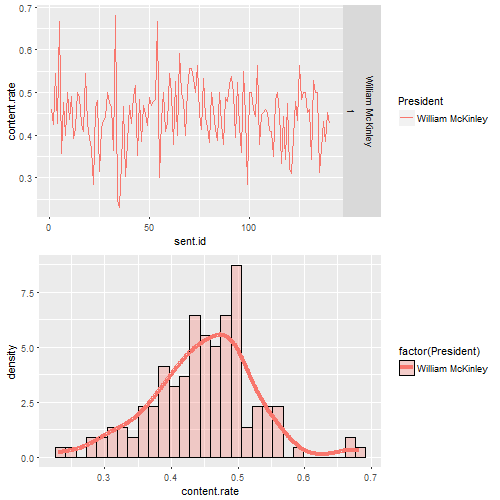 0.7
0.6
0.5
0.4
0.3
content.rate
0
50
100
sent.id
William McKinley
1
President
William McKinley
7.5
5.0
2.5
0.0
density
0.3
0.4
0.5
0.6
0.7
content.rate
factor(President)
William McKinley